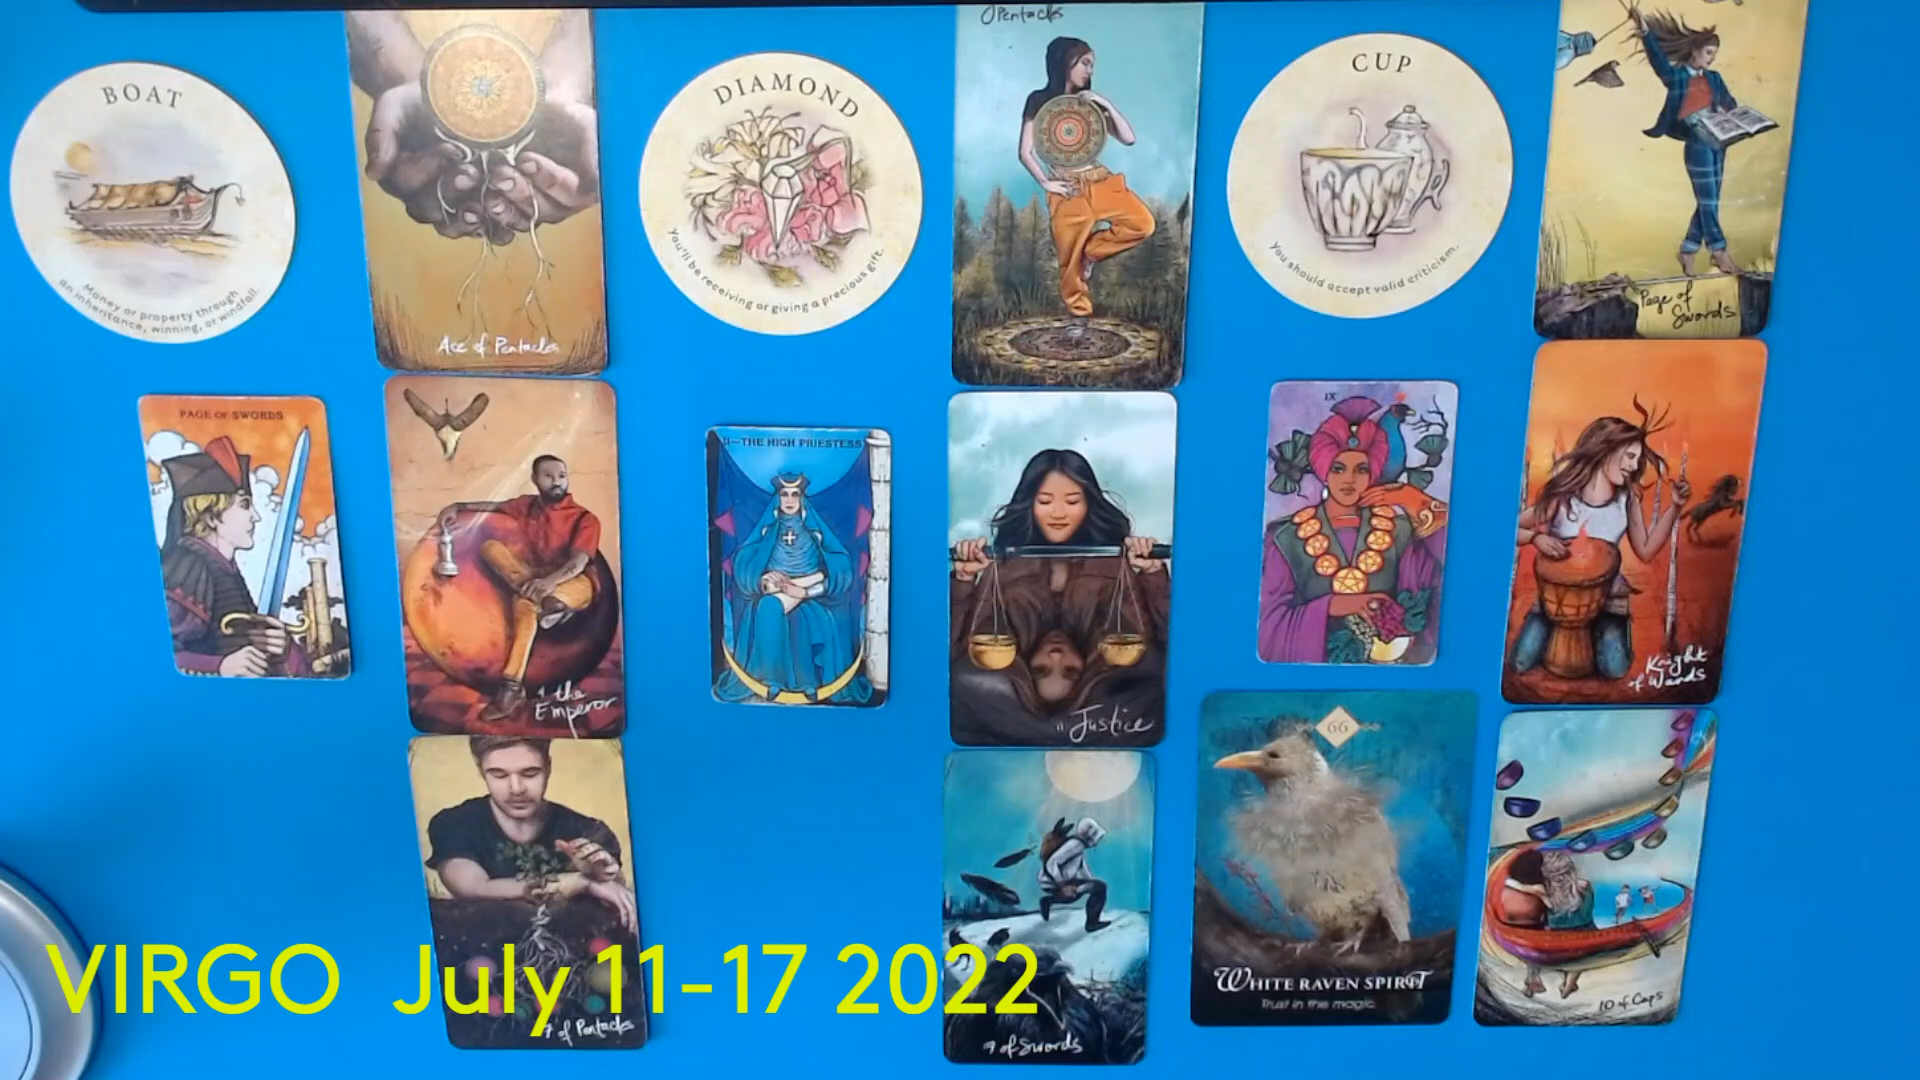 BOAT
Money or property through
an inheritance, winning, or windfall.
Ace of Pentacles
DIAMOND
You'll be receiving or giving a precious gift.
Pentacles
CUP
You should accept valid criticism.
Page of
Swords
PAGE OF SWORDS
4 the
Emperor
II—THE HIGH PRIESTESS
11 Justice
IX
Knight
of Wands
7 of Pentacles
9 of Swords
66
WHITE RAVEN SPIRIT
Trust in the magic.
10 of Cups
VIRGO July 11-17 2022